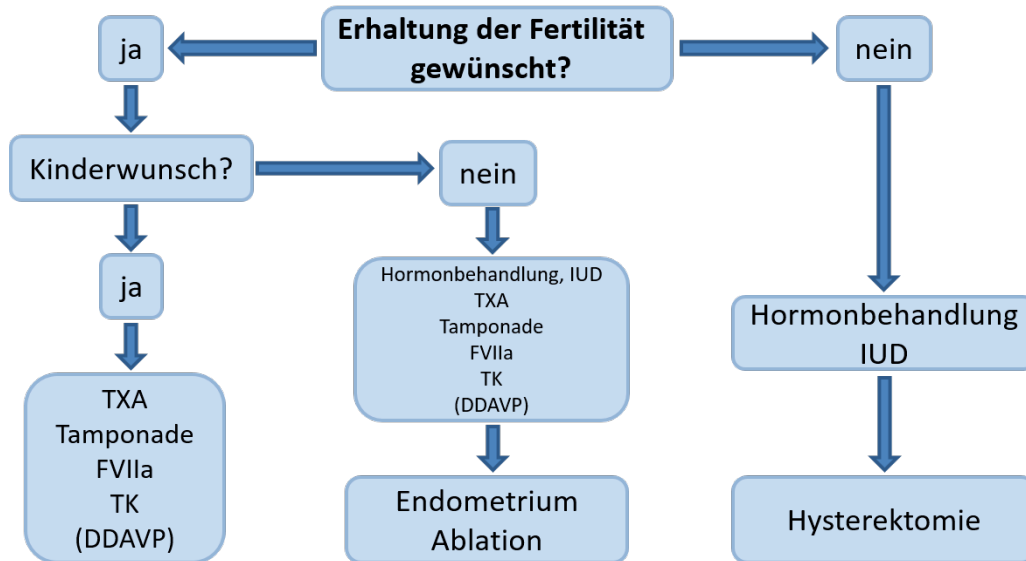 Erhaltung der Fertilität
gewünscht?
ja
nein
Kinderwunsch?
nein
ja
Hormonbehandlung, IUD
TXA
Tamponade
FVIIa
TK
(DDAVP)
Hormonbehandlung
IUD
TXA
Tamponade
FVIIa
TK
(DDAVP)
Endometrium
Ablation
Hysterektomie